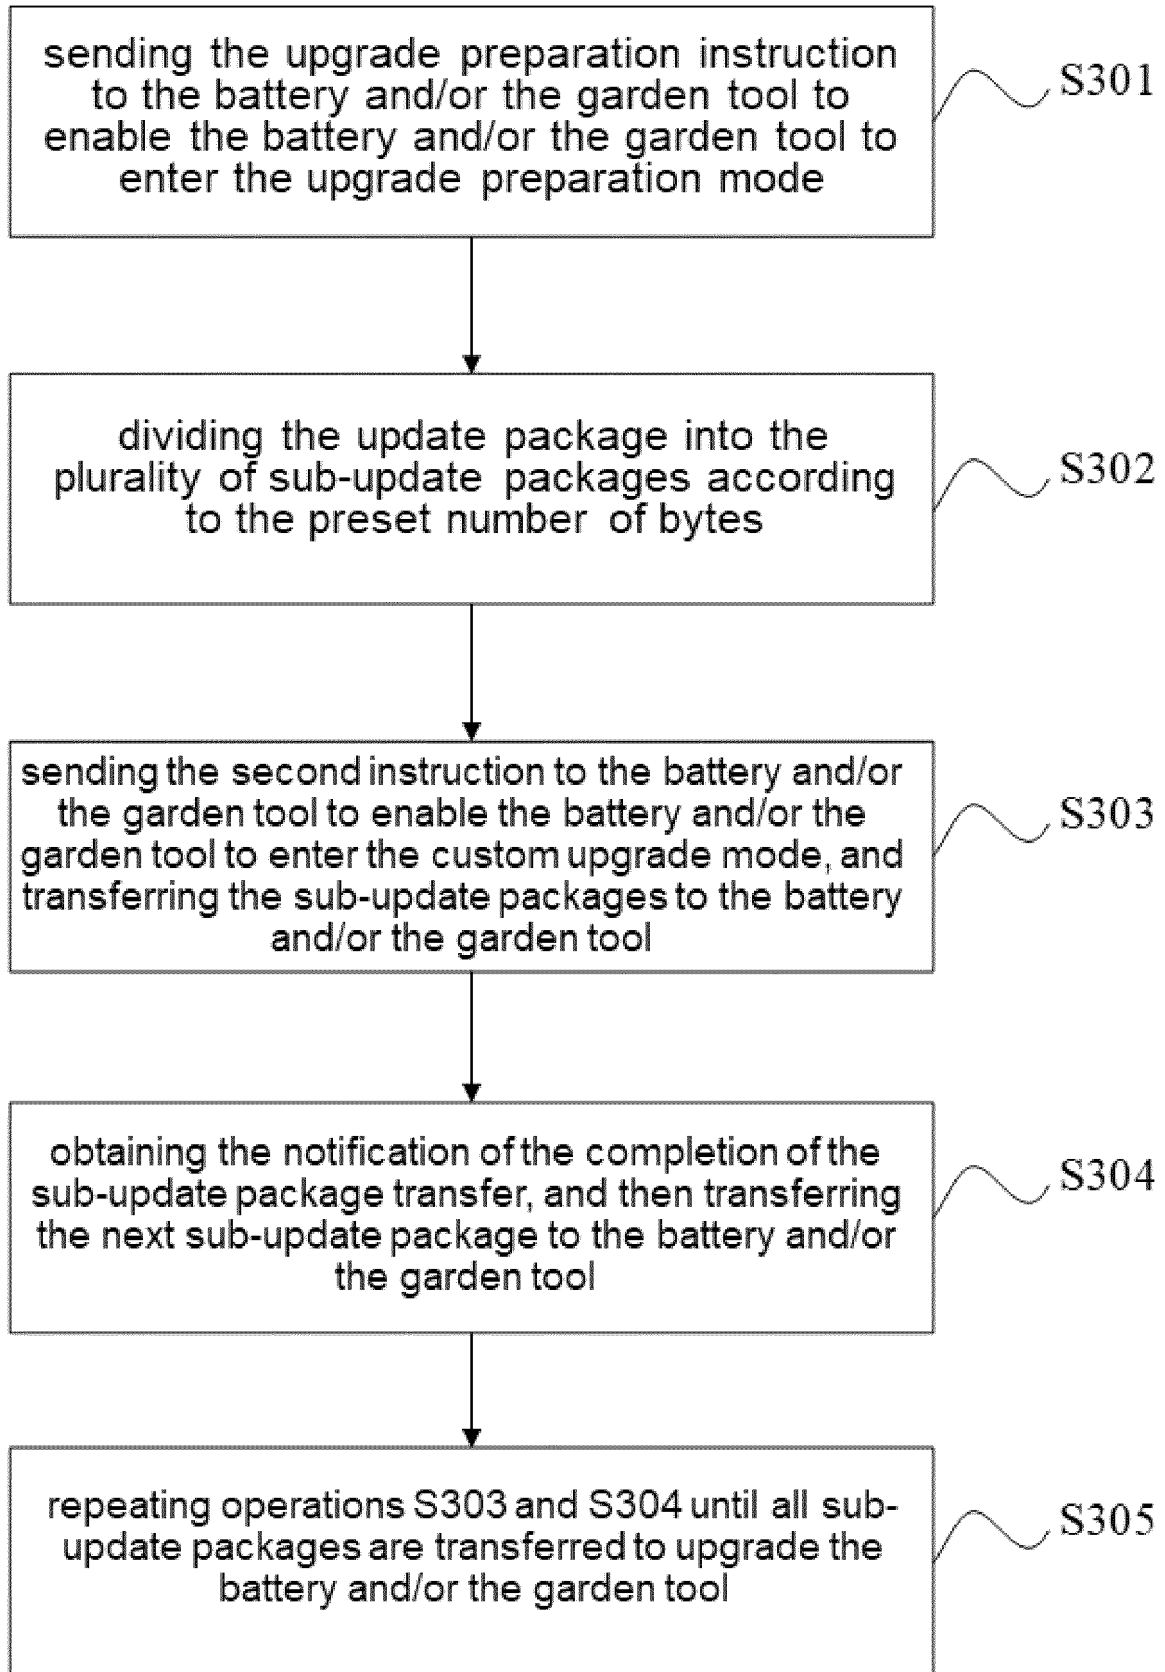 sending the upgrade preparation instruction
to the battery and/or the garden tool to
enable the battery and/or the garden tool to
enter the upgrade preparation mode
S301
dividing the update package into the
plurality of sub-update packages according
to the preset number of bytes
S302
sending the second instruction to the battery and/or
the garden tool to enable the battery and/or the
garden tool to enter the custom upgrade mode, and
transferring the sub-update packages to the battery
and/or the garden tool
S303
obtaining the notification of the completion of the
sub-update package transfer, and then transferring
the next sub-update package to the battery and/or
the garden tool
S304
repeating operations S303 and S304 until all sub-
update packages are transferred to upgrade the
battery and/or the garden tool
S305